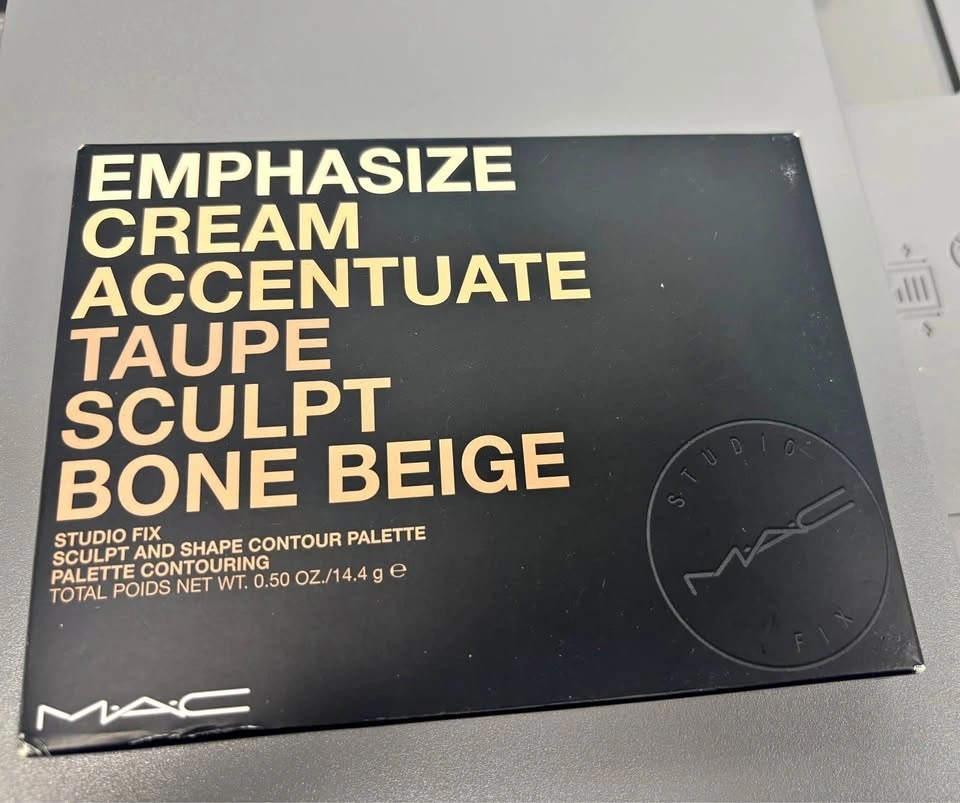 EMPHASIZE
CREAM
ACCENTUATE
TAUPE
SCULPT
BONE BEIGE
STUDIO FIX
SCULPT AND SHAPE CONTOUR PALETTE
PALETTE CONTOURING
TOTAL POIDS NET WT. 0.50 OZ./14.4 g ℮
M·A·C
STUDIO
M·A·C
FIX